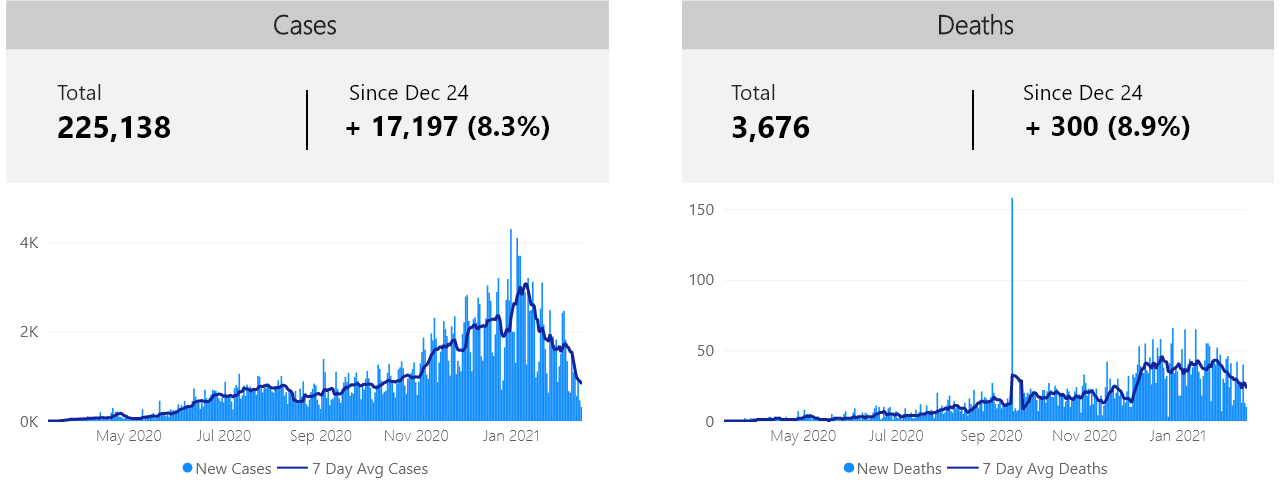 Cases
Total
Since Dec 24
225,138
+ 17,197 (8.3%)
4K
2K
0K
May 2020
Jul 2020
Sep 2020
Nov 2020
Jan 2021
New Cases
7 Day Avg Cases
Deaths
Total
Since Dec 24
3,676
+ 300 (8.9%)
150
100
50
0
May 2020
Jul 2020
Sep 2020
Nov 2020
Jan 2021
New Deaths
7 Day Avg Deaths